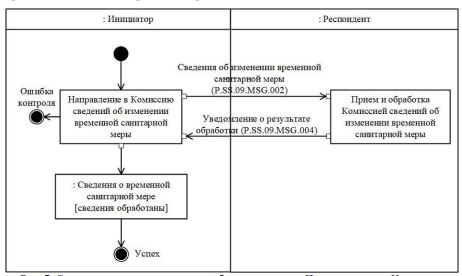 : Инициатор
: Респондент
Сведения об изменении временной
санитарной меры
(P.SS.09.MSG.002)
Ошибка
контроля
Направление в Комиссию
сведений об изменении
временной санитарной
меры
Прием и обработка
Комиссией сведений об
изменении временной
санитарной меры
Уведомление о результате
обработки (P.SS.09.MSG.004)
: Сведения о временной
санитарной мере
[сведения обработаны]
Успех